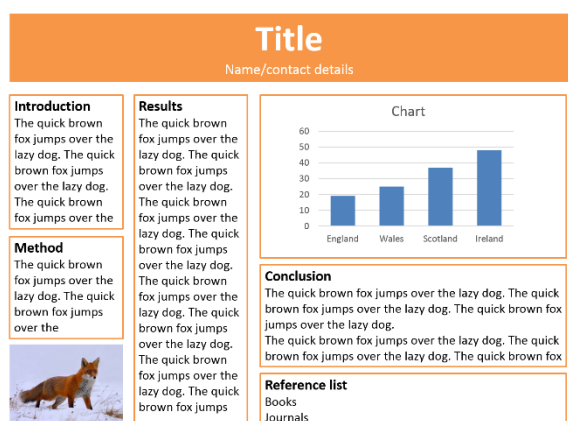 Title
Name/contact details
Introduction
The quick brown
fox jumps over the
lazy dog. The quick
brown fox jumps
over the lazy dog.
The quick brown
fox jumps over the
Method
The quick brown
fox jumps over the
lazy dog. The quick
brown fox jumps
over the
Results
The quick brown
fox jumps over the
lazy dog. The quick
brown fox jumps
over the lazy dog.
The quick brown
fox jumps over the
lazy dog. The quick
brown fox jumps
over the lazy dog.
The quick brown
fox jumps over the
lazy dog. The quick
brown fox jumps
over the lazy dog.
The quick brown
fox jumps over the
lazy dog. The quick
brown fox jumps
Chart
60
50
40
30
20
10
0
England Wales Scotland Ireland
Conclusion
The quick brown fox jumps over the lazy dog. The quick
brown fox jumps over the lazy dog. The quick brown fox
jumps over the lazy dog.
The quick brown fox jumps over the lazy dog. The quick
brown fox jumps over the lazy dog. The quick brown fox
Reference list
Books
Journals